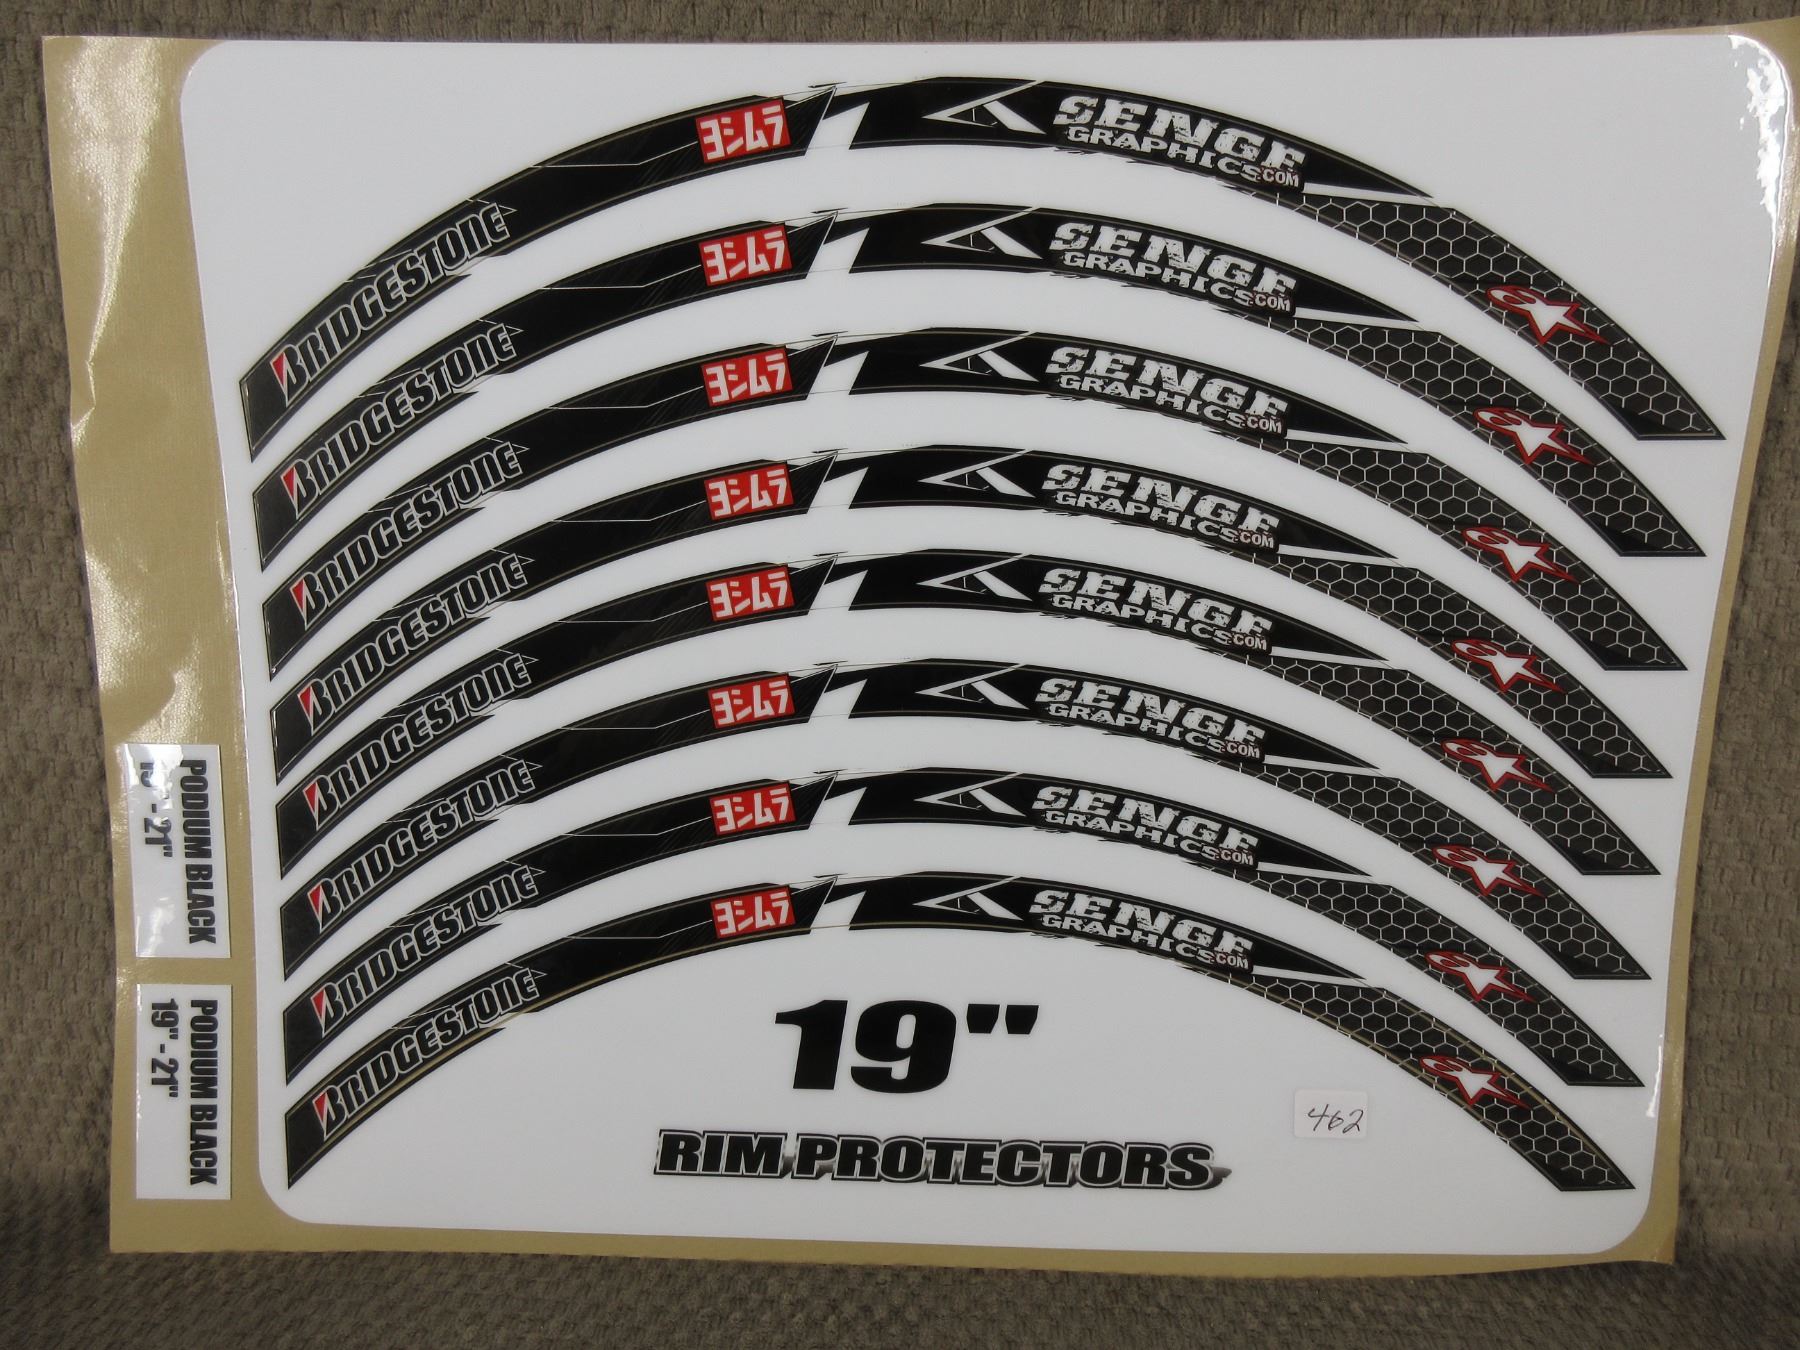 BRIDGESTONE ヨシムラ SENGE
GRAPHICS.COM
BRIDGESTONE ヨシムラ SENGE
GRAPHICS.COM
BRIDGESTONE ヨシムラ SENGE
GRAPHICS.COM
BRIDGESTONE ヨシムラ SENGE
GRAPHICS.COM
BRIDGESTONE ヨシムラ SENGE
GRAPHICS.COM
BRIDGESTONE ヨシムラ SENGE
GRAPHICS.COM
BRIDGESTONE ヨシムラ SENGE
GRAPHICS.COM
BRIDGESTONE ヨシムラ SENGE
GRAPHICS.COM
19"
RIM PROTECTORS
462
PODIUM BLACK
19" - 21"
PODIUM BLACK
19" - 21"